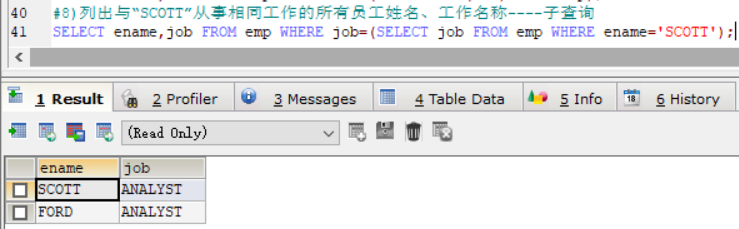 40 #8)列出与“SCOTT”从事相同工作的所有员工姓名、工作名称----子查询
41 SELECT ename,job FROM emp WHERE job=(SELECT job FROM emp WHERE ename='SCOTT');
1 Result 2 Profiler 3 Messages 4 Table Data 5 Info 18 6 History
(Read Only)
ename job
SCOTT ANALYST
FORD ANALYST